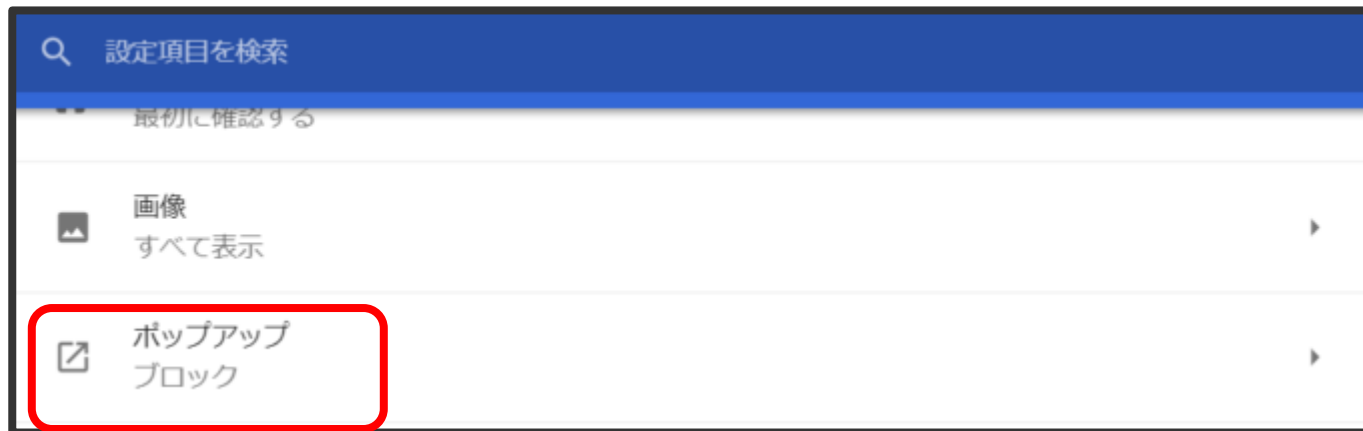 設定項目を検索
最初に確認する
画像
すべて表示
ポップアップ
ブロック